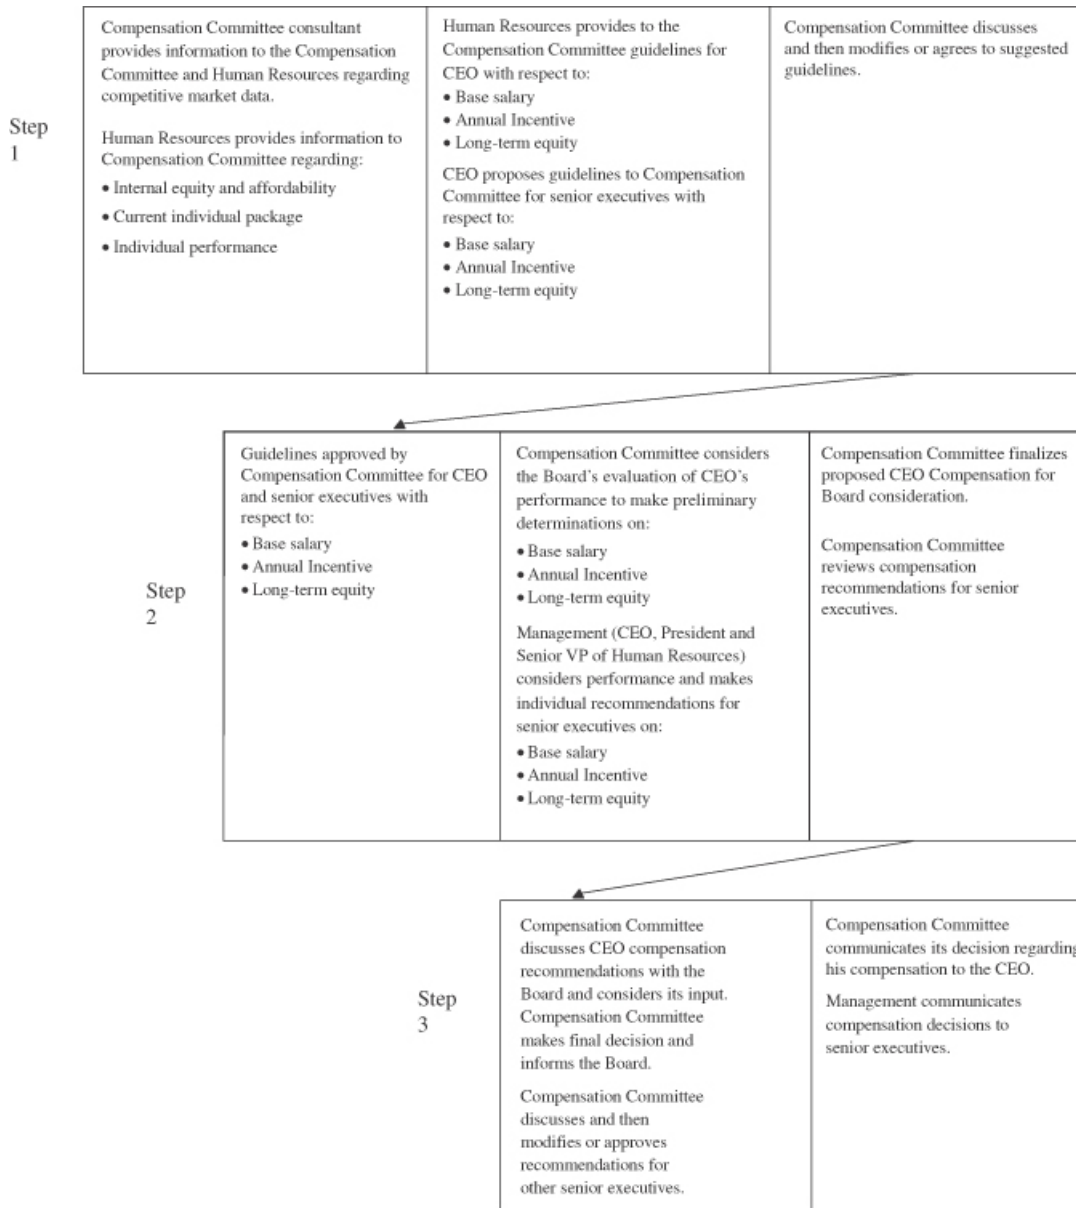 Step
1
Compensation Committee consultant
provides information to the Compensation
Committee and Human Resources regarding
competitive market data.
Human Resources provides information to
Compensation Committee regarding:
• Internal equity and affordability
• Current individual package
• Individual performance
Human Resources provides to the
Compensation Committee guidelines for
CEO with respect to:
• Base salary
• Annual Incentive
• Long-term equity
CEO proposes guidelines to Compensation
Committee for senior executives with
respect to:
• Base salary
• Annual Incentive
• Long-term equity
Compensation Committee discusses
and then modifies or agrees to suggested
guidelines.
Step
2
Guidelines approved by
Compensation Committee for CEO
and senior executives with
respect to:
• Base salary
• Annual Incentive
• Long-term equity
Compensation Committee considers
the Board's evaluation of CEO's
performance to make preliminary
determinations on:
• Base salary
• Annual Incentive
• Long-term equity
Management (CEO, President and
Senior VP of Human Resources)
considers performance and makes
individual recommendations for
senior executives on:
• Base salary
• Annual Incentive
• Long-term equity
Compensation Committee finalizes
proposed CEO Compensation for
Board consideration.
Compensation Committee
reviews compensation
recommendations for senior
executives.
Step
3
Compensation Committee
discusses CEO compensation
recommendations with the
Board and considers its input.
Compensation Committee
makes final decision and
informs the Board.
Compensation Committee
discusses and then
modifies or approves
recommendations for
other senior executives.
Compensation Committee
communicates its decision regarding
his compensation to the CEO.
Management communicates
compensation decisions to
senior executives.